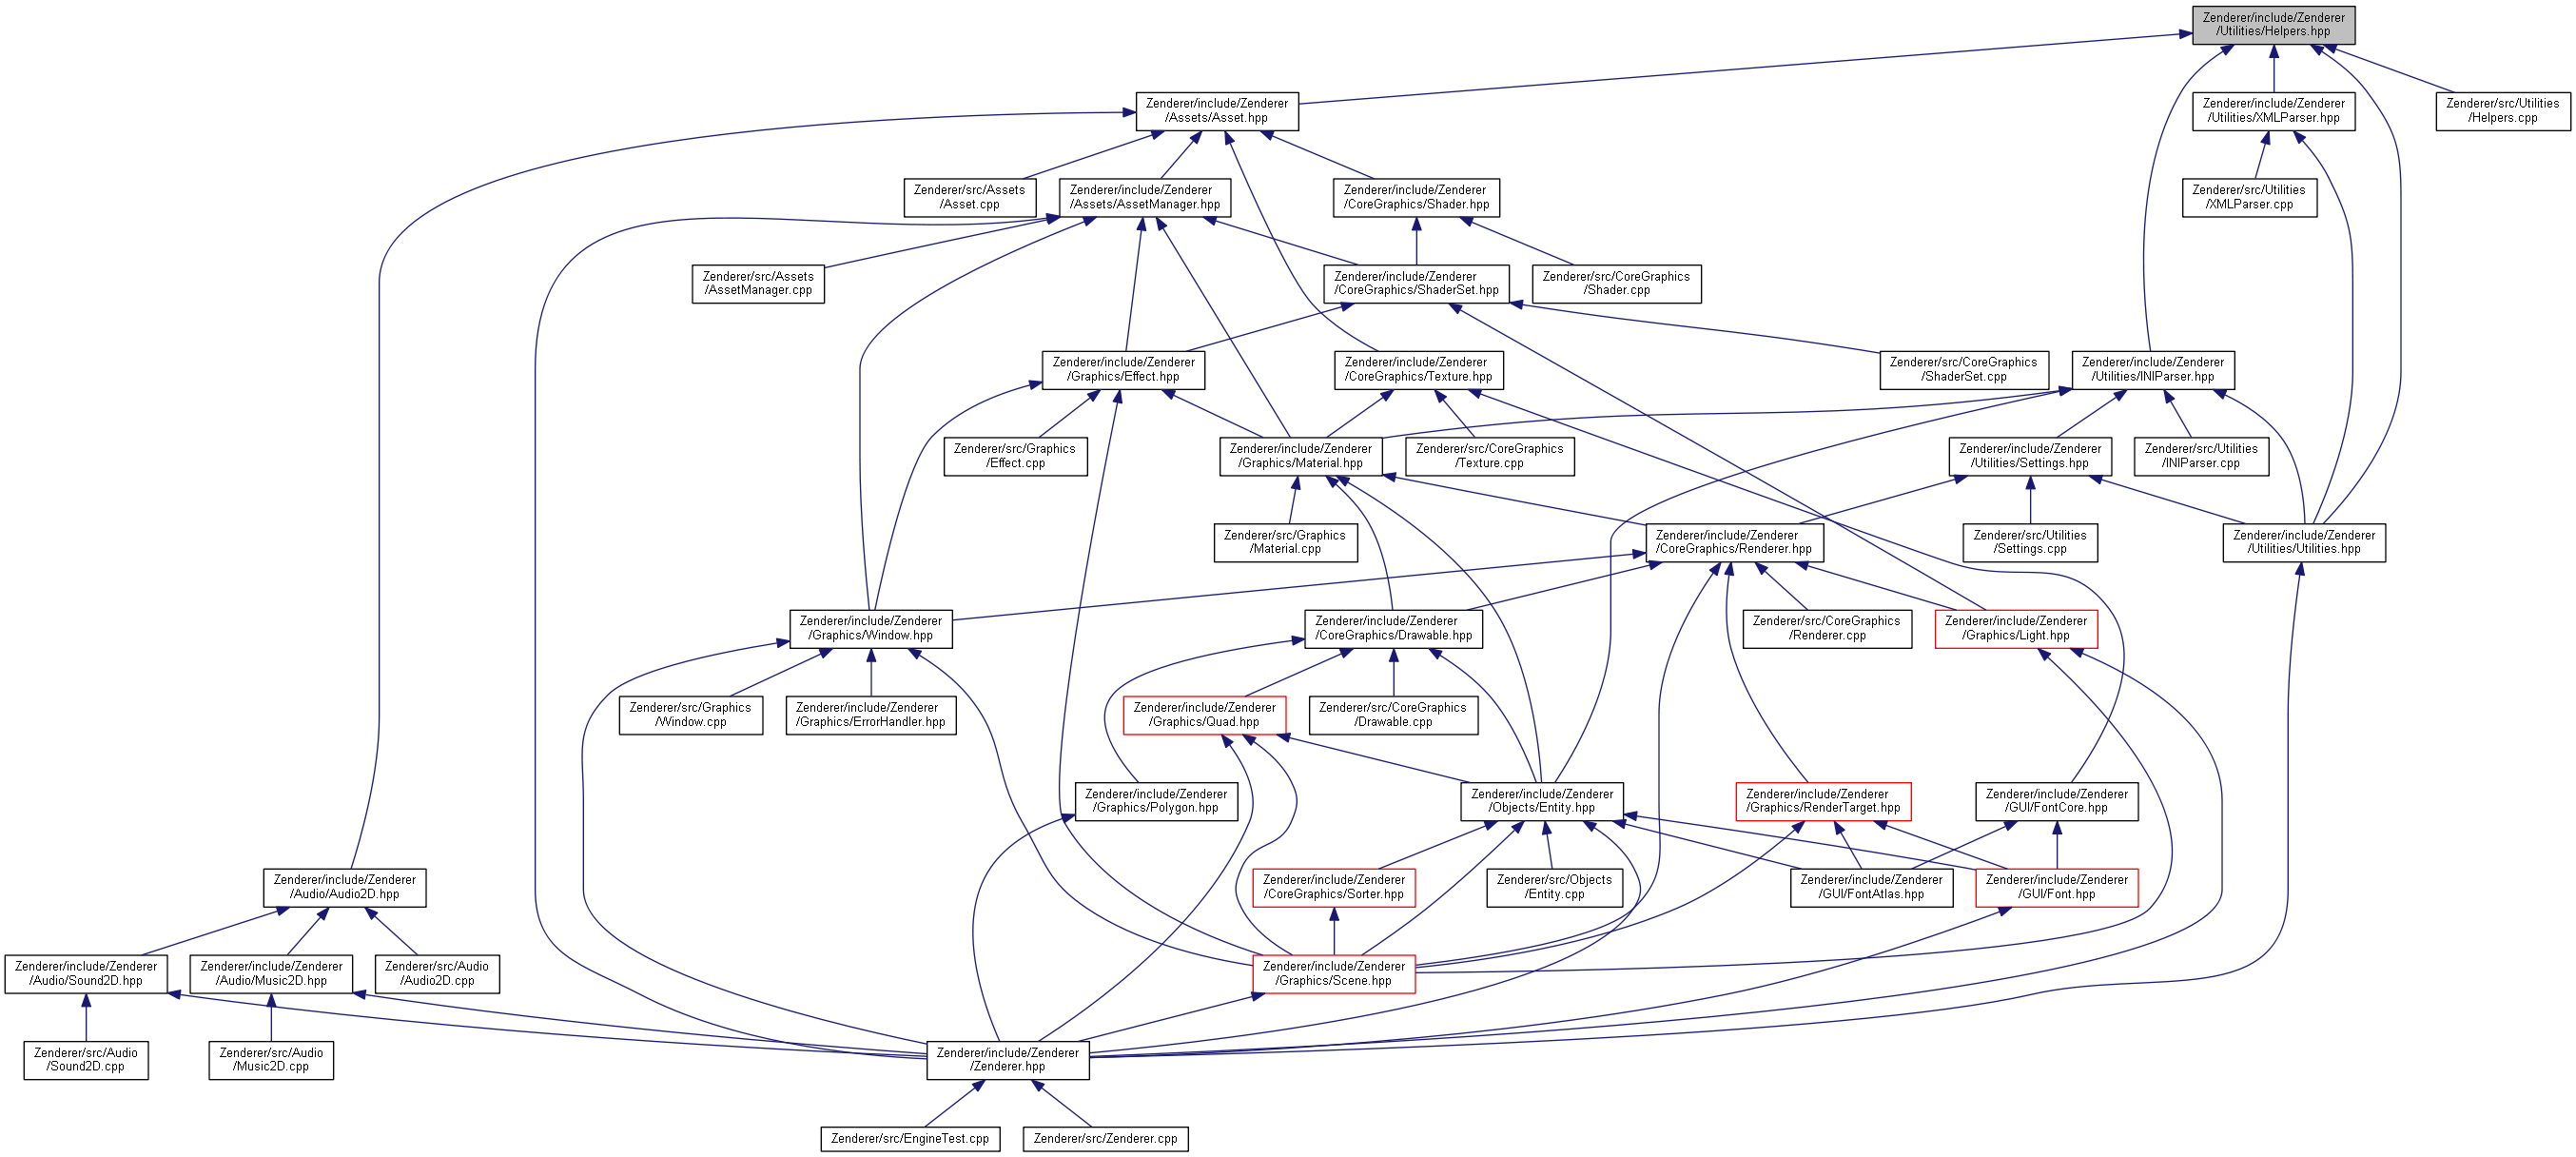 Zenderer/include/Zenderer
/Utilities/Helpers.hpp
Zenderer/include/Zenderer
/Assets/Asset.hpp
Zenderer/include/Zenderer
/Utilities/XMLParser.hpp
Zenderer/src/Utilities
/Helpers.cpp
Zenderer/src/Assets
/Asset.cpp
Zenderer/include/Zenderer
/Assets/AssetManager.hpp
Zenderer/include/Zenderer
/CoreGraphics/Shader.hpp
Zenderer/src/Utilities
/XMLParser.cpp
Zenderer/src/Assets
/AssetManager.cpp
Zenderer/include/Zenderer
/CoreGraphics/ShaderSet.hpp
Zenderer/src/CoreGraphics
/Shader.cpp
Zenderer/include/Zenderer
/Graphics/Effect.hpp
Zenderer/include/Zenderer
/CoreGraphics/Texture.hpp
Zenderer/src/CoreGraphics
/ShaderSet.cpp
Zenderer/include/Zenderer
/Utilities/INIParser.hpp
Zenderer/src/Graphics
/Effect.cpp
Zenderer/include/Zenderer
/Graphics/Material.hpp
Zenderer/src/CoreGraphics
/Texture.cpp
Zenderer/include/Zenderer
/Utilities/Settings.hpp
Zenderer/src/Utilities
/INIParser.cpp
Zenderer/src/Graphics
/Material.cpp
Zenderer/include/Zenderer
/CoreGraphics/Renderer.hpp
Zenderer/src/Utilities
/Settings.cpp
Zenderer/include/Zenderer
/Utilities/Utilities.hpp
Zenderer/include/Zenderer
/Graphics/Window.hpp
Zenderer/include/Zenderer
/CoreGraphics/Drawable.hpp
Zenderer/src/CoreGraphics
/Renderer.cpp
Zenderer/include/Zenderer
/Graphics/Light.hpp
Zenderer/src/Graphics
/Window.cpp
Zenderer/include/Zenderer
/Graphics/ErrorHandler.hpp
Zenderer/include/Zenderer
/Graphics/Quad.hpp
Zenderer/src/CoreGraphics
/Drawable.cpp
Zenderer/include/Zenderer
/Graphics/Polygon.hpp
Zenderer/include/Zenderer
/Objects/Entity.hpp
Zenderer/include/Zenderer
/Graphics/RenderTarget.hpp
Zenderer/include/Zenderer
/GUI/FontCore.hpp
Zenderer/include/Zenderer
/Audio/Audio2D.hpp
Zenderer/include/Zenderer
/CoreGraphics/Sorter.hpp
Zenderer/src/Objects
/Entity.cpp
Zenderer/include/Zenderer
/GUI/FontAtlas.hpp
Zenderer/include/Zenderer
/GUI/Font.hpp
Zenderer/include/Zenderer
/Audio/Sound2D.hpp
Zenderer/include/Zenderer
/Audio/Music2D.hpp
Zenderer/src/Audio
/Audio2D.cpp
Zenderer/include/Zenderer
/Graphics/Scene.hpp
Zenderer/src/Audio
/Sound2D.cpp
Zenderer/src/Audio
/Music2D.cpp
Zenderer/include/Zenderer
/Zenderer.hpp
Zenderer/src/EngineTest.cpp
Zenderer/src/Zenderer.cpp